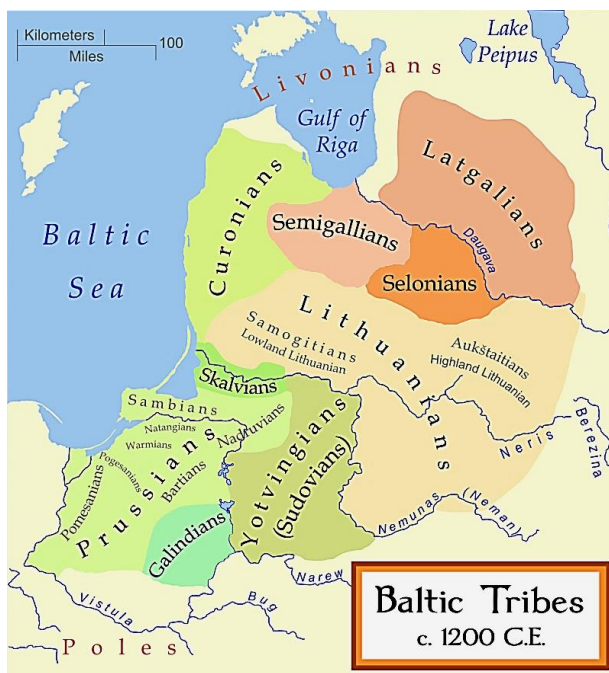 Kilometers
100
Miles
Lake
Peipus
Livonians
Gulf of
Riga
Latgalians
Curonians
Semigallians
Daugava
Baltic
Sea
Selonians
Lithuanians
Samogitians
Lowland Lithuanian
Aukštaitians
Highland Lithuanian
Skalvians
Sambians
Natangians
Nadruvians
Warmians
Prussians
Pogesanians
Bartians
Pomesanians
Yotvingians
(Sudovians)
Neris
Berezina
Galindians
Nemunas (Neman)
Narew
Vistula
Bug
Poles
Baltic Tribes
c. 1200 C.E.